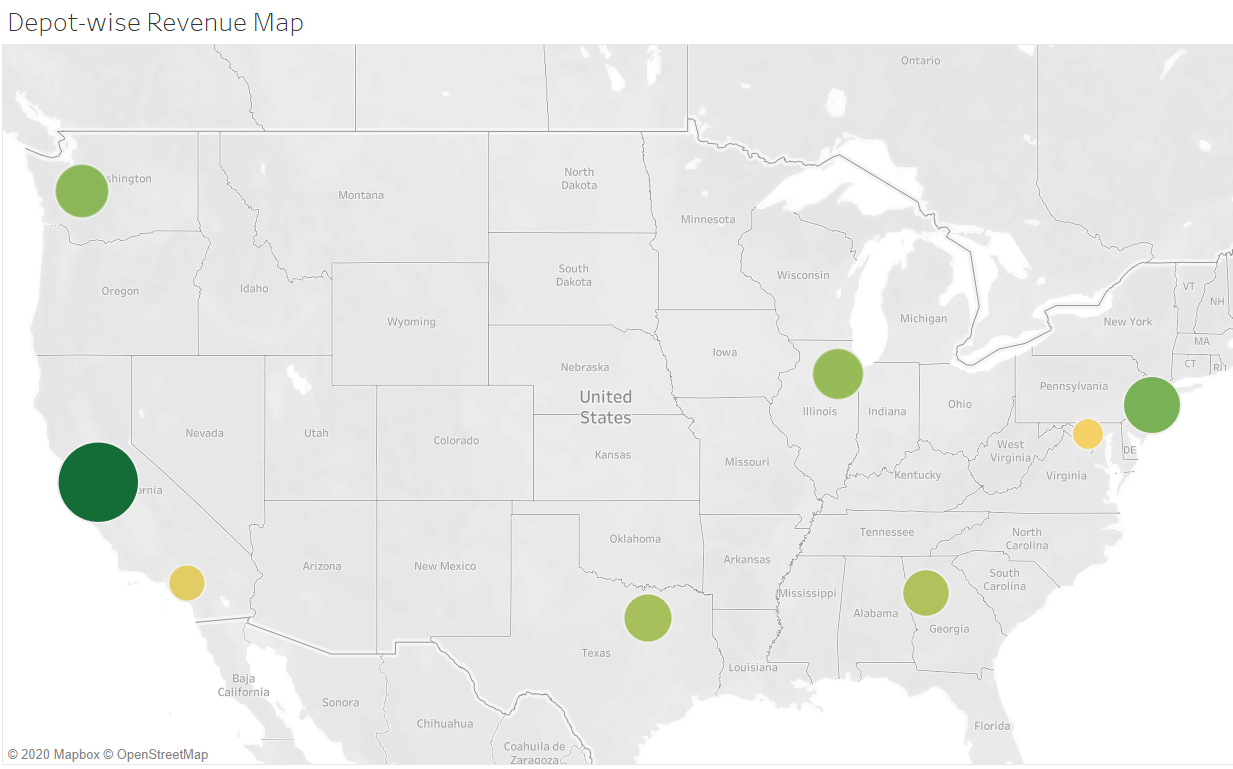 Depot-wise Revenue Map
Ontario
shington
North
Dakota
Montana
Minnesota
Wisconsin
South
Dakota
Oregon
Idaho
Wyoming
Michigan
New York
VT
NH
MA
CT
RI
Iowa
Nebraska
United
States
Pennsylvania
Illinois
Indiana
Ohio
Nevada
Utah
Colorado
Kansas
Missouri
West
Virginia
DE
Kentucky
Virginia
ornia
Oklahoma
Tennessee
North
Carolina
Arizona
New Mexico
Arkansas
South
Carolina
Mississippi
Alabama
Georgia
Texas
Louisiana
Baja
California
Sonora
Chihuahua
Florida
Coahuila de
Zaragoza
© 2020 Mapbox © OpenStreetMap